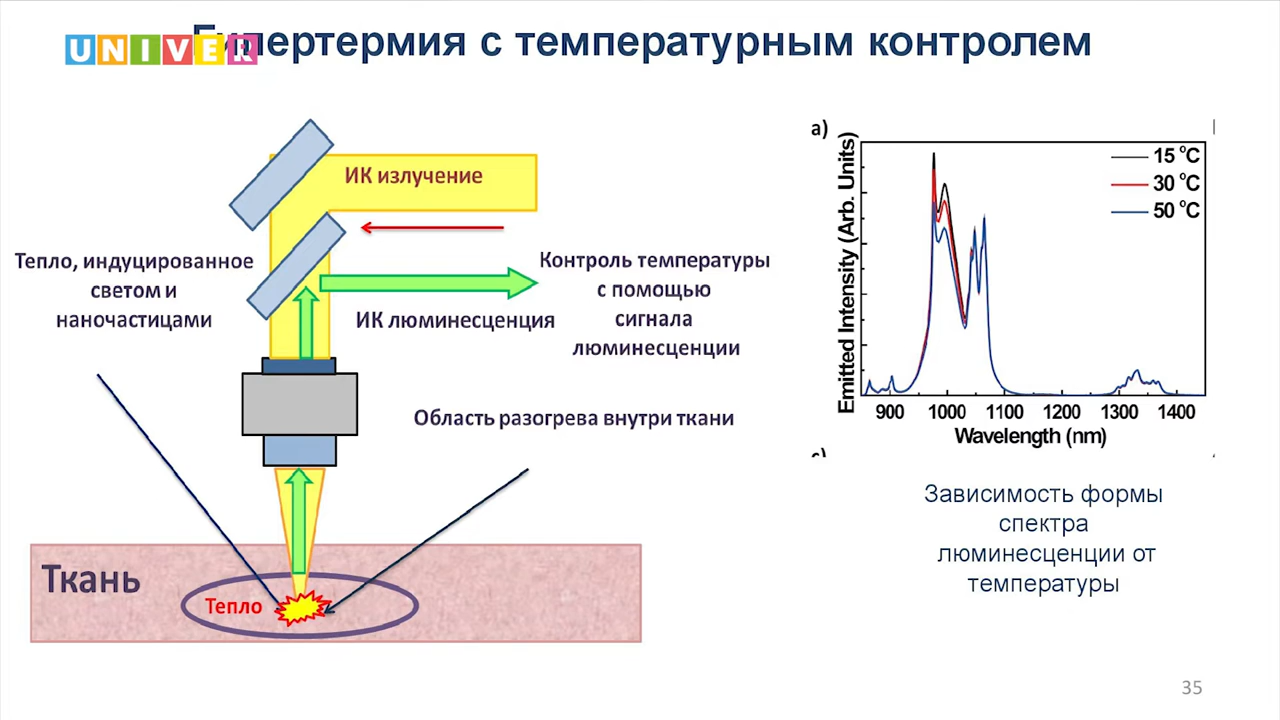 UNIVER
Гипертермия с температурным контролем
ИК излучение
Тепло, индуцированное
светом и
наночастицами
Контроль температуры
с помощью
сигнала
люминесценции
ИК люминесценция
Область разогрева внутри ткани
Ткань
Тепло
a)
Emitted Intensity (Arb. Units)
15 °C
30 °C
50 °C
900 1000 1100 1200 1300 1400
Wavelength (nm)
Зависимость формы
спектра
люминесценции от
температуры
35